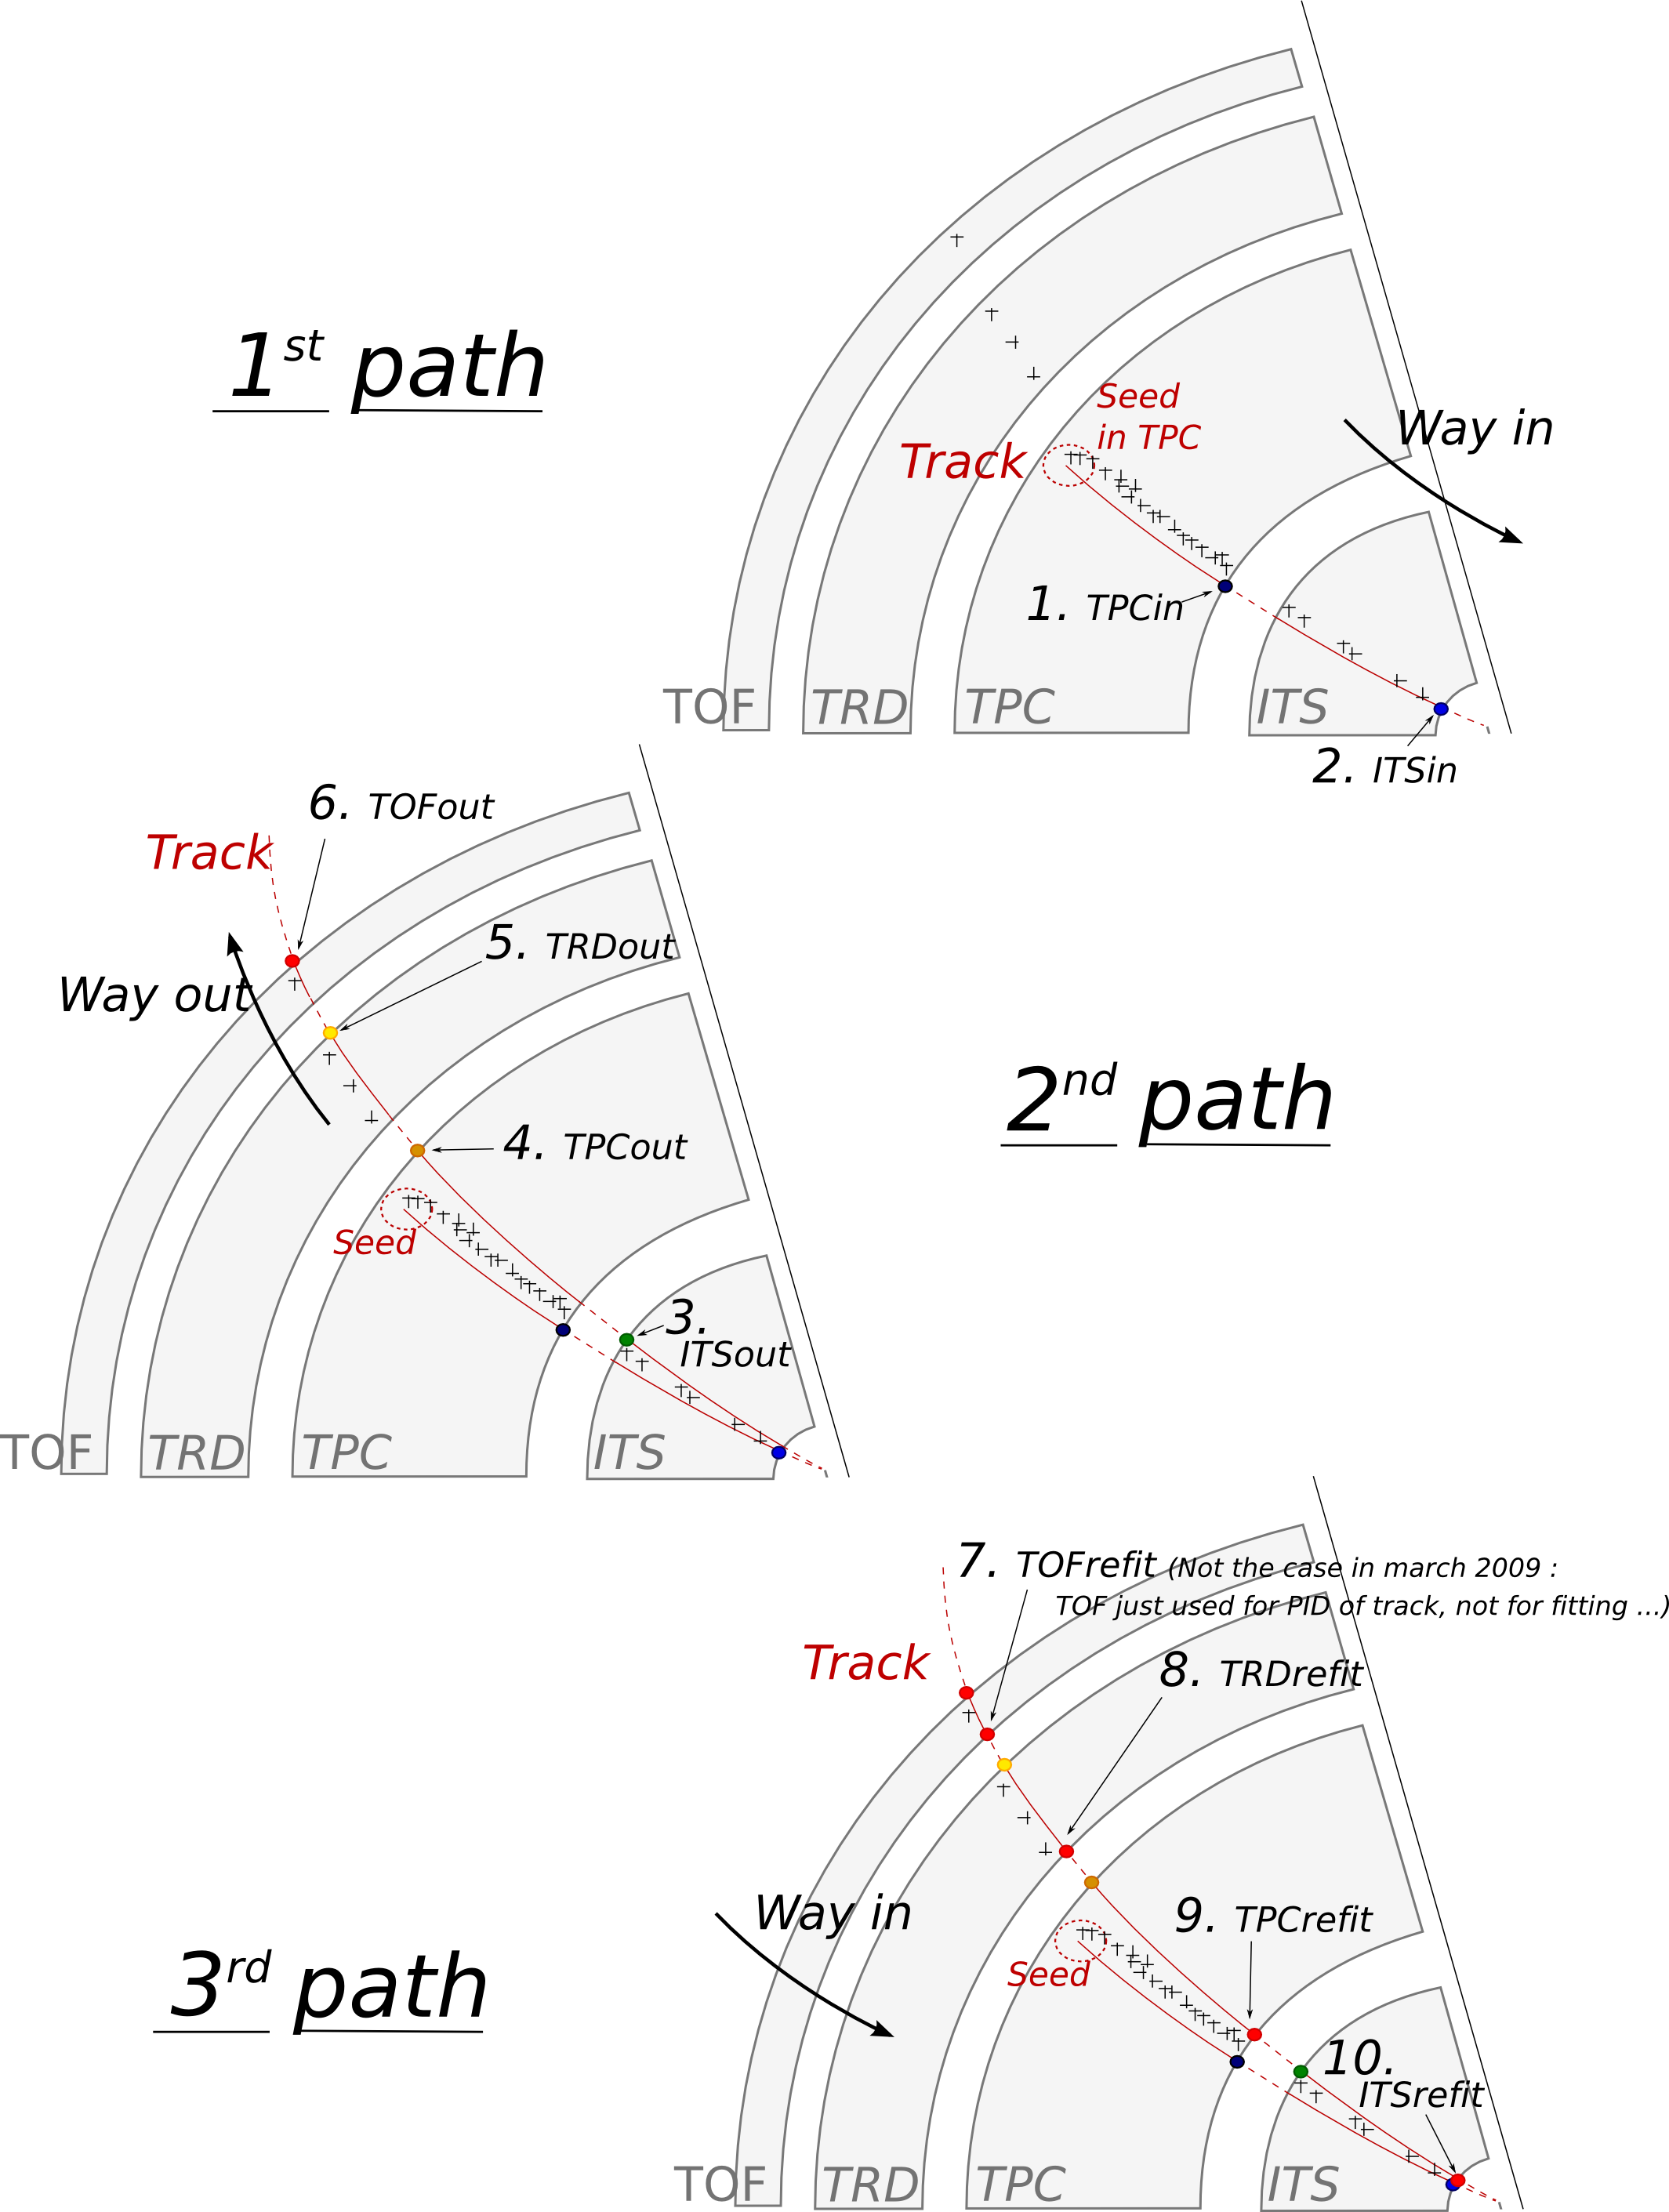 1st path
Seed
in TPC
Track
Way in
1. TPCin
TOF TRD TPC ITS
2. ITSin
6. TOFout
Track
5. TRDout
Way out
2nd path
4. TPCout
Seed
3.
ITSout
TOF TRD TPC ITS
7. TOFrefit (Not the case in march 2009 :
TOF just used for PID of track, not for fitting ...)
Track
8. TRDrefit
Way in
9. TPCrefit
3rd path
Seed
10.
ITSrefit
TOF TRD TPC ITS